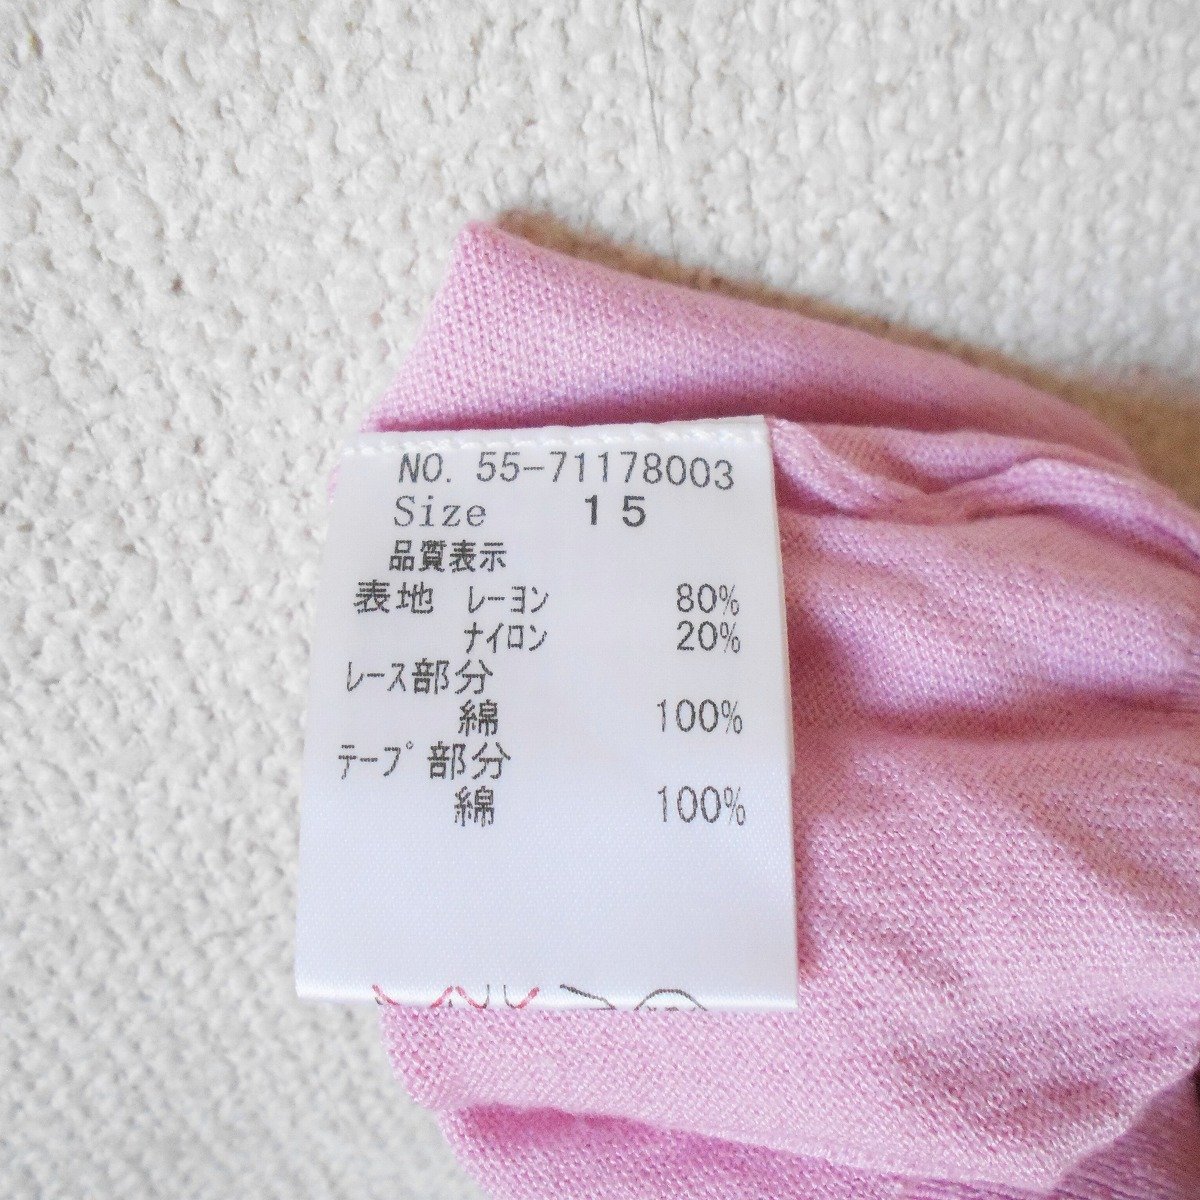 NO. 55-71178003
Size 15
品質表示
表地 レーヨン 80%
ナイロン 20%
レース部分
綿 100%
テープ部分
綿 100%